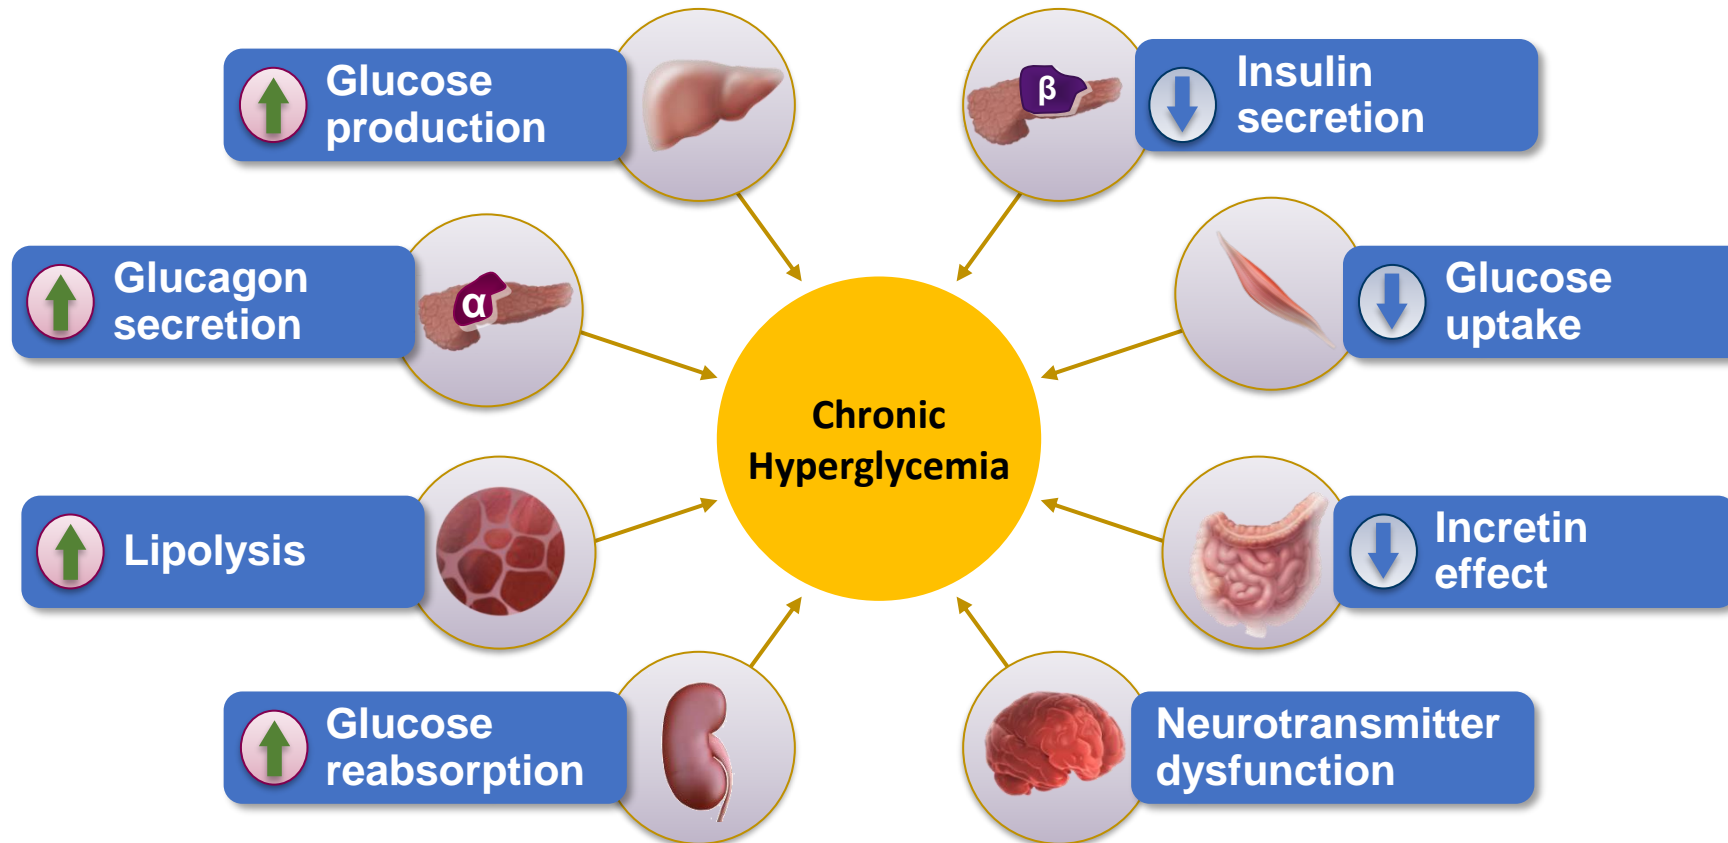 Glucose
production
β
Insulin
secretion
Glucagon
secretion
α
Glucose
uptake
Chronic
Hyperglycemia
Lipolysis
Incretin
effect
Glucose
reabsorption
Neurotransmitter
dysfunction